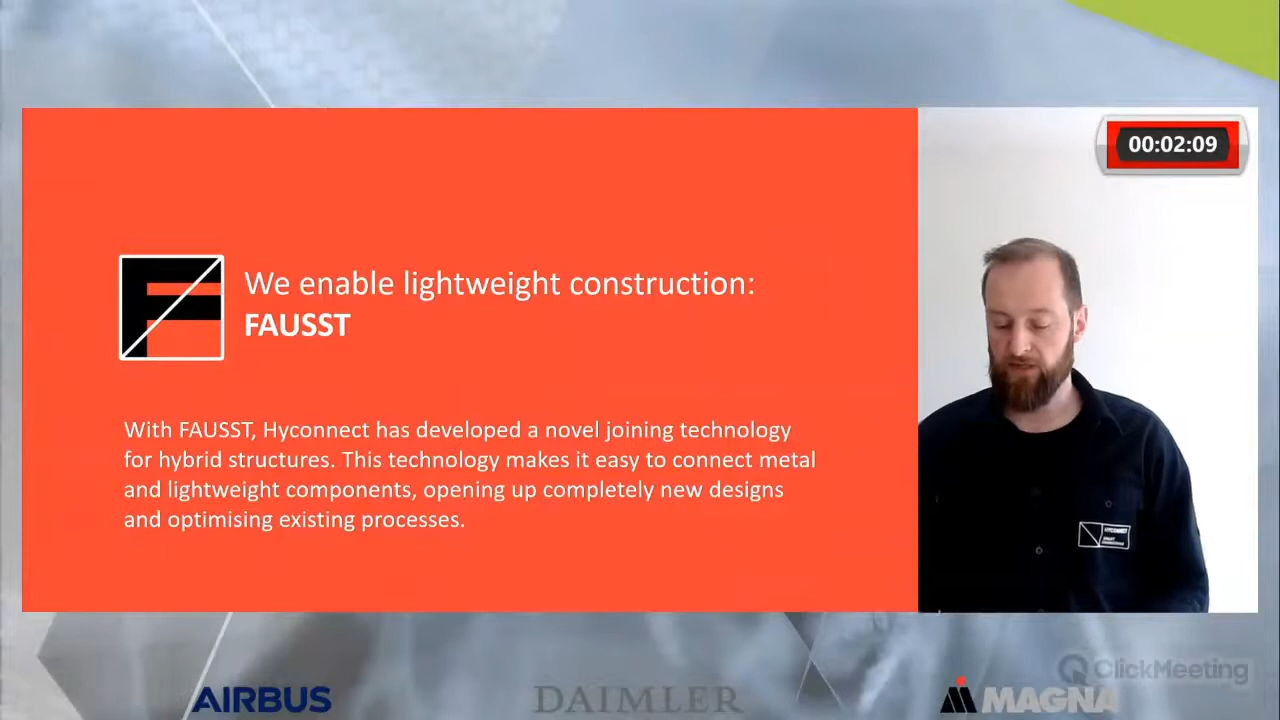 00:02:09
We enable lightweight construction:
FAUSST
With FAUSST, Hyconnect has developed a novel joining technology
for hybrid structures. This technology makes it easy to connect metal
and lightweight components, opening up completely new designs
and optimising existing processes.
HYCONNECT
ClickMeeting
AIRBUS
DAIMLER
MAGNA